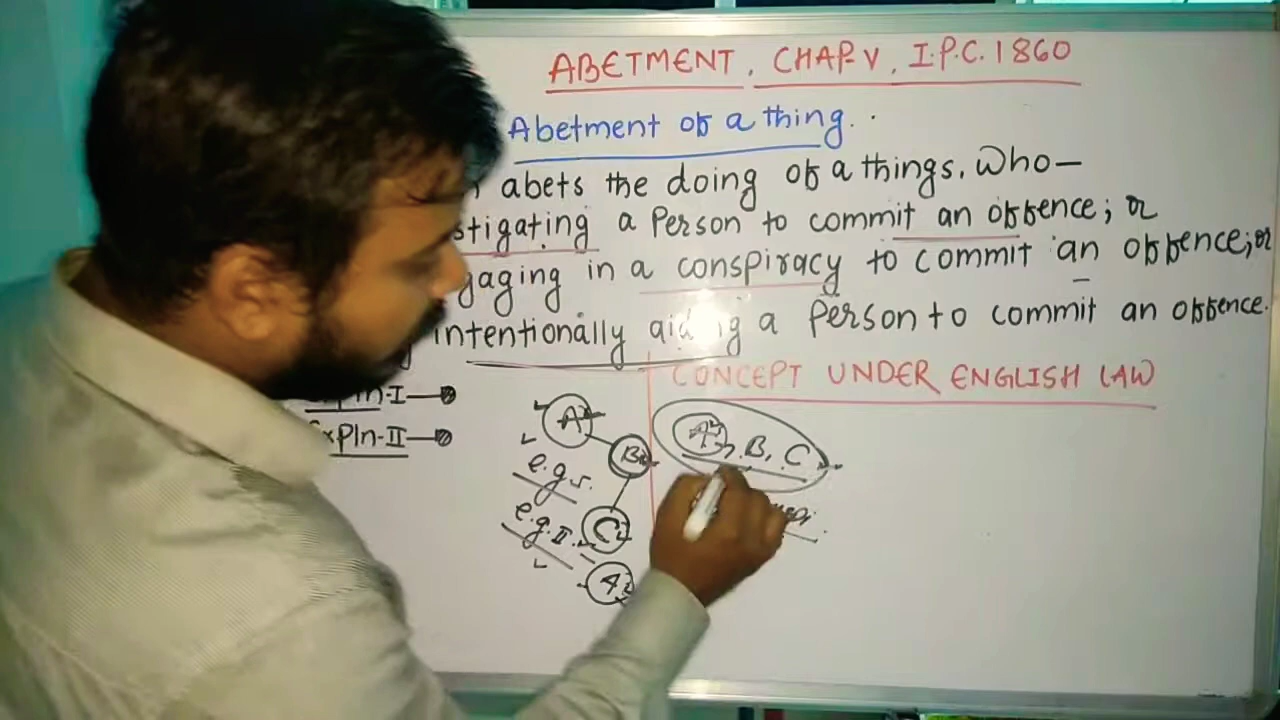 ABETMENT, CHAP-V, I.P.C. 1860
Abetment of a thing.
abets the doing of a things. who—
stigating a Person to commit an offence; or
gaging in a conspiracy to commit an offence; or
intentionally aiding a Person to commit an offence.
CONCEPT UNDER ENGLISH LAW
Expln-I
Expln-II
A
B
e.g.
e.g. II
C
A, B, C